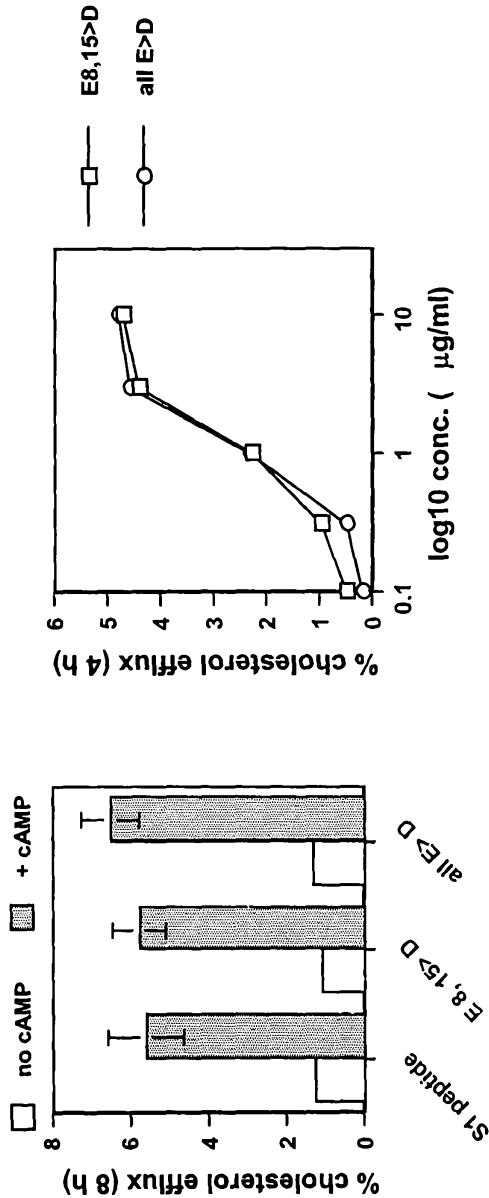 no cAMP
+ cAMP
% cholesterol efflux (8 h)
8
6
4
2
0
S1 peptide
E 8, 15> D
all E> D
% cholesterol efflux (4 h)
6
5
4
3
2
1
0
0.1
1
10
log10 conc. ( µg/ml)
E8,15>D
all E>D